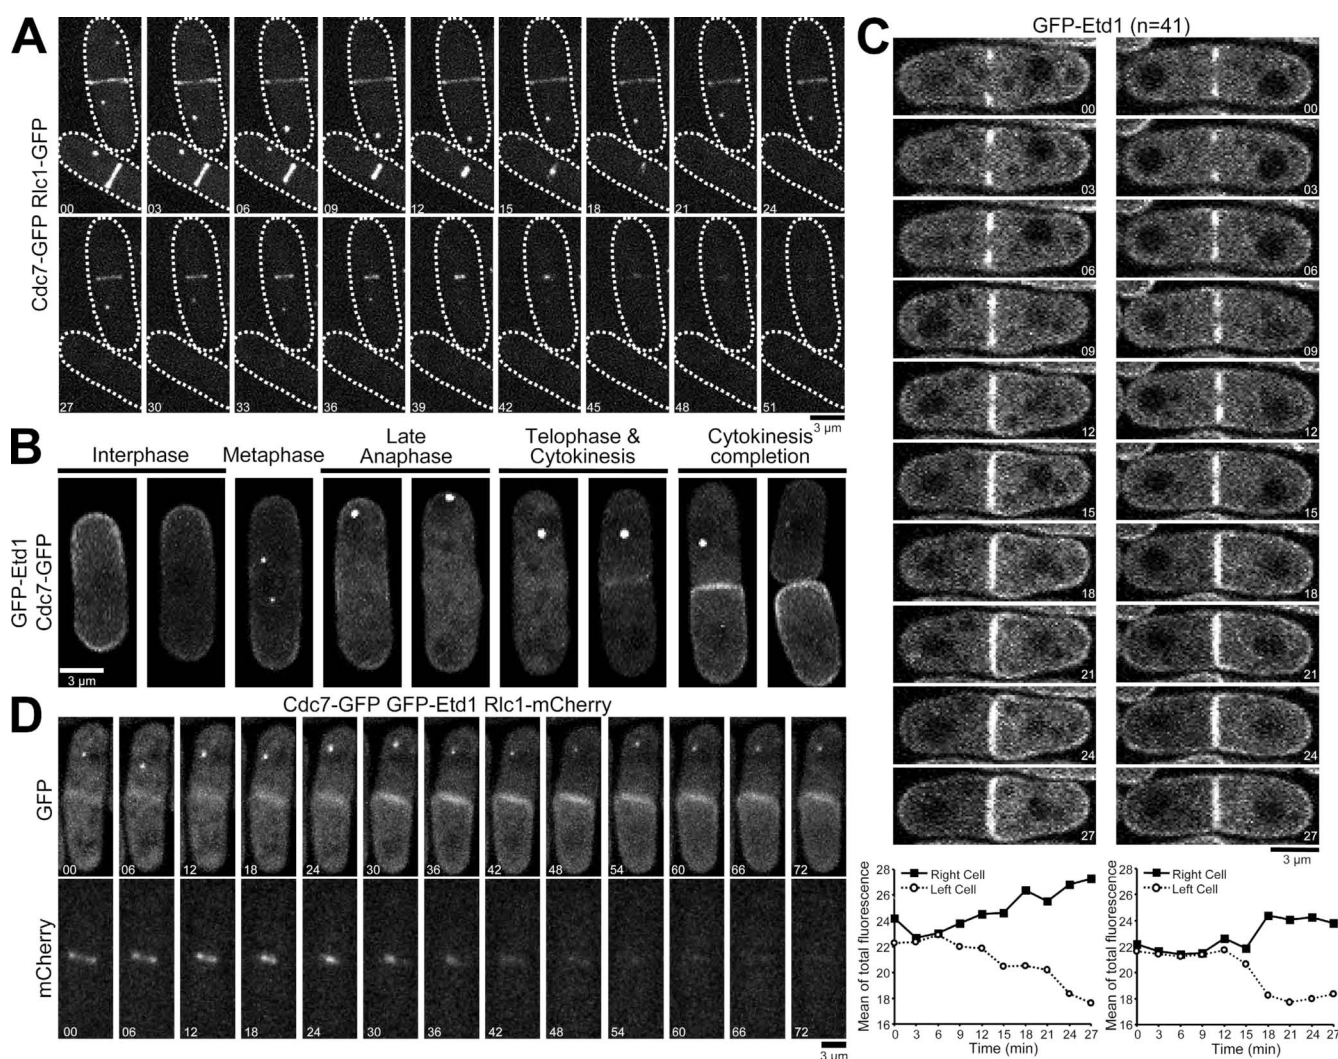 A
Cdc7-GFP Rlc1-GFP
00 03 06 09 12 15 18 21 24
27 30 33 36 39 42 45 48 51
3 µm
B
Interphase
Metaphase
Late
Anaphase
Telophase &
Cytokinesis
Cytokinesis
completion
GFP-Etd1
Cdc7-GFP
3 µm
D
Cdc7-GFP GFP-Etd1 Rlc1-mCherry
GFP
00 06 12 18 24 30 36 42 48 54 60 66 72
mCherry
00 06 12 18 24 30 36 42 48 54 60 66 72
3 µm
C
GFP-Etd1 (n=41)
00 00
03 03
06 06
09 09
12 12
15 15
18 18
21 21
24 24
27 27
3 µm
Mean of total fluorescence
28
26
24
22
20
18
16
Right Cell
Left Cell
0 3 6 9 12 15 18 21 24 27
Time (min)
Mean of total fluorescence
28
26
24
22
20
18
16
Right Cell
Left Cell
0 3 6 9 12 15 18 21 24 27
Time (min)